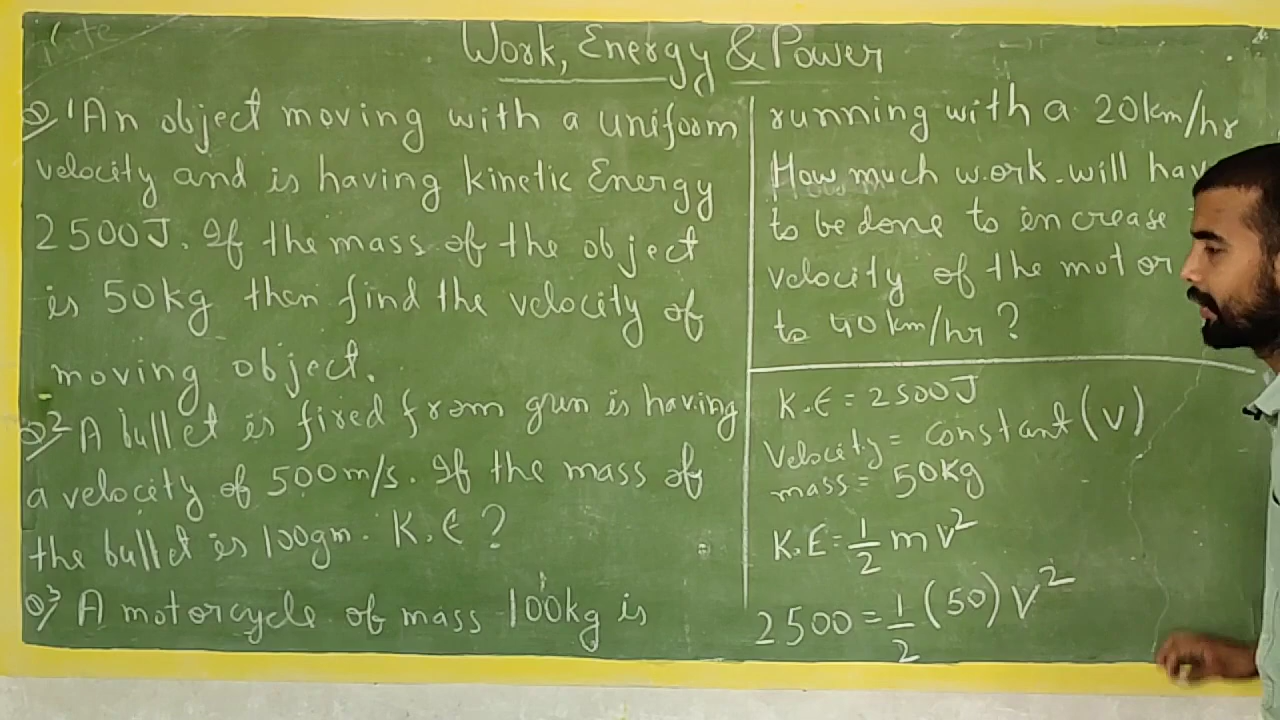 Work, Energy & Power
Q1 An object moving with a uniform
velocity and is having kinetic Energy
2500J. If the mass of the object
is 50kg then find the velocity of
moving object.
Q2 A bullet is fired from gun is having
a velocity of 500m/s. If the mass of
the bullet is 100gm. K.E ?
Q3 A motorcycle of mass 100kg is
running with a 20km/hr
How much work will hav
to be done to encrease
velocity of the motor
to 40km/hr ?
K.E = 2500J
Velocity = constant (v)
mass = 50kg
K.E = 1/2 mv²
2500 = 1/2 (50) V²